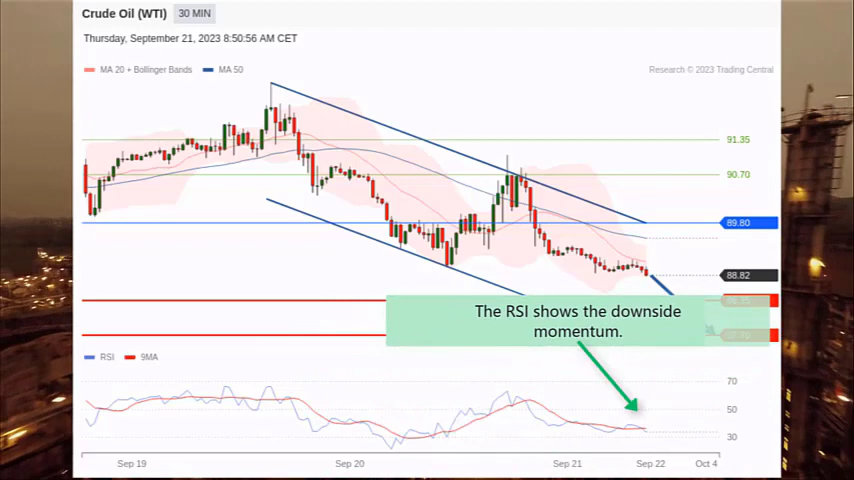 Crude Oil (WTI) 30 MIN
Thursday, September 21, 2023 8:50:56 AM CET
MA 20 + Bollinger Bands MA 50
Research © 2023 Trading Central
91.35
90.70
89.80
88.82
The RSI shows the downside
momentum.
RSI 9MA
70
50
30
Sep 19 Sep 20 Sep 21 Sep 22 Oct 4